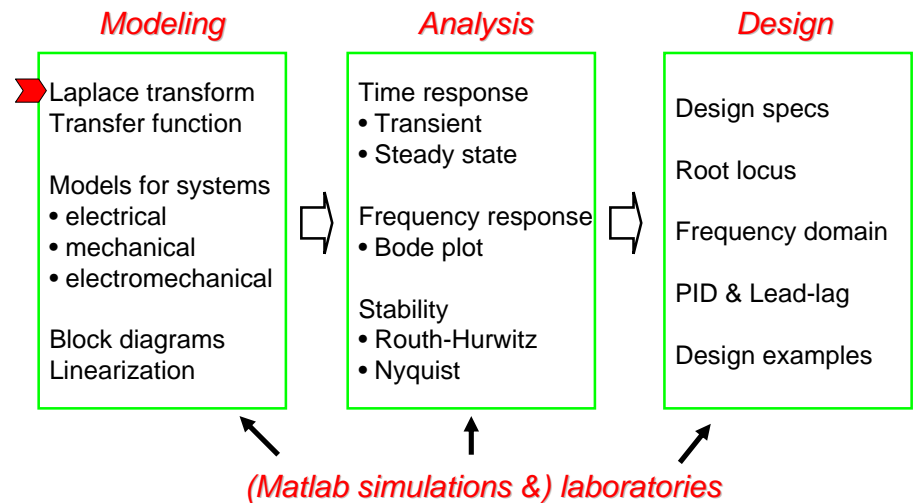 Modeling
Laplace transform
Transfer function
Models for systems
• electrical
• mechanical
• electromechanical
Block diagrams
Linearization
Analysis
Time response
• Transient
• Steady state
Frequency response
• Bode plot
Stability
• Routh-Hurwitz
• Nyquist
Design
Design specs
Root locus
Frequency domain
PID & Lead-lag
Design examples
(Matlab simulations &) laboratories